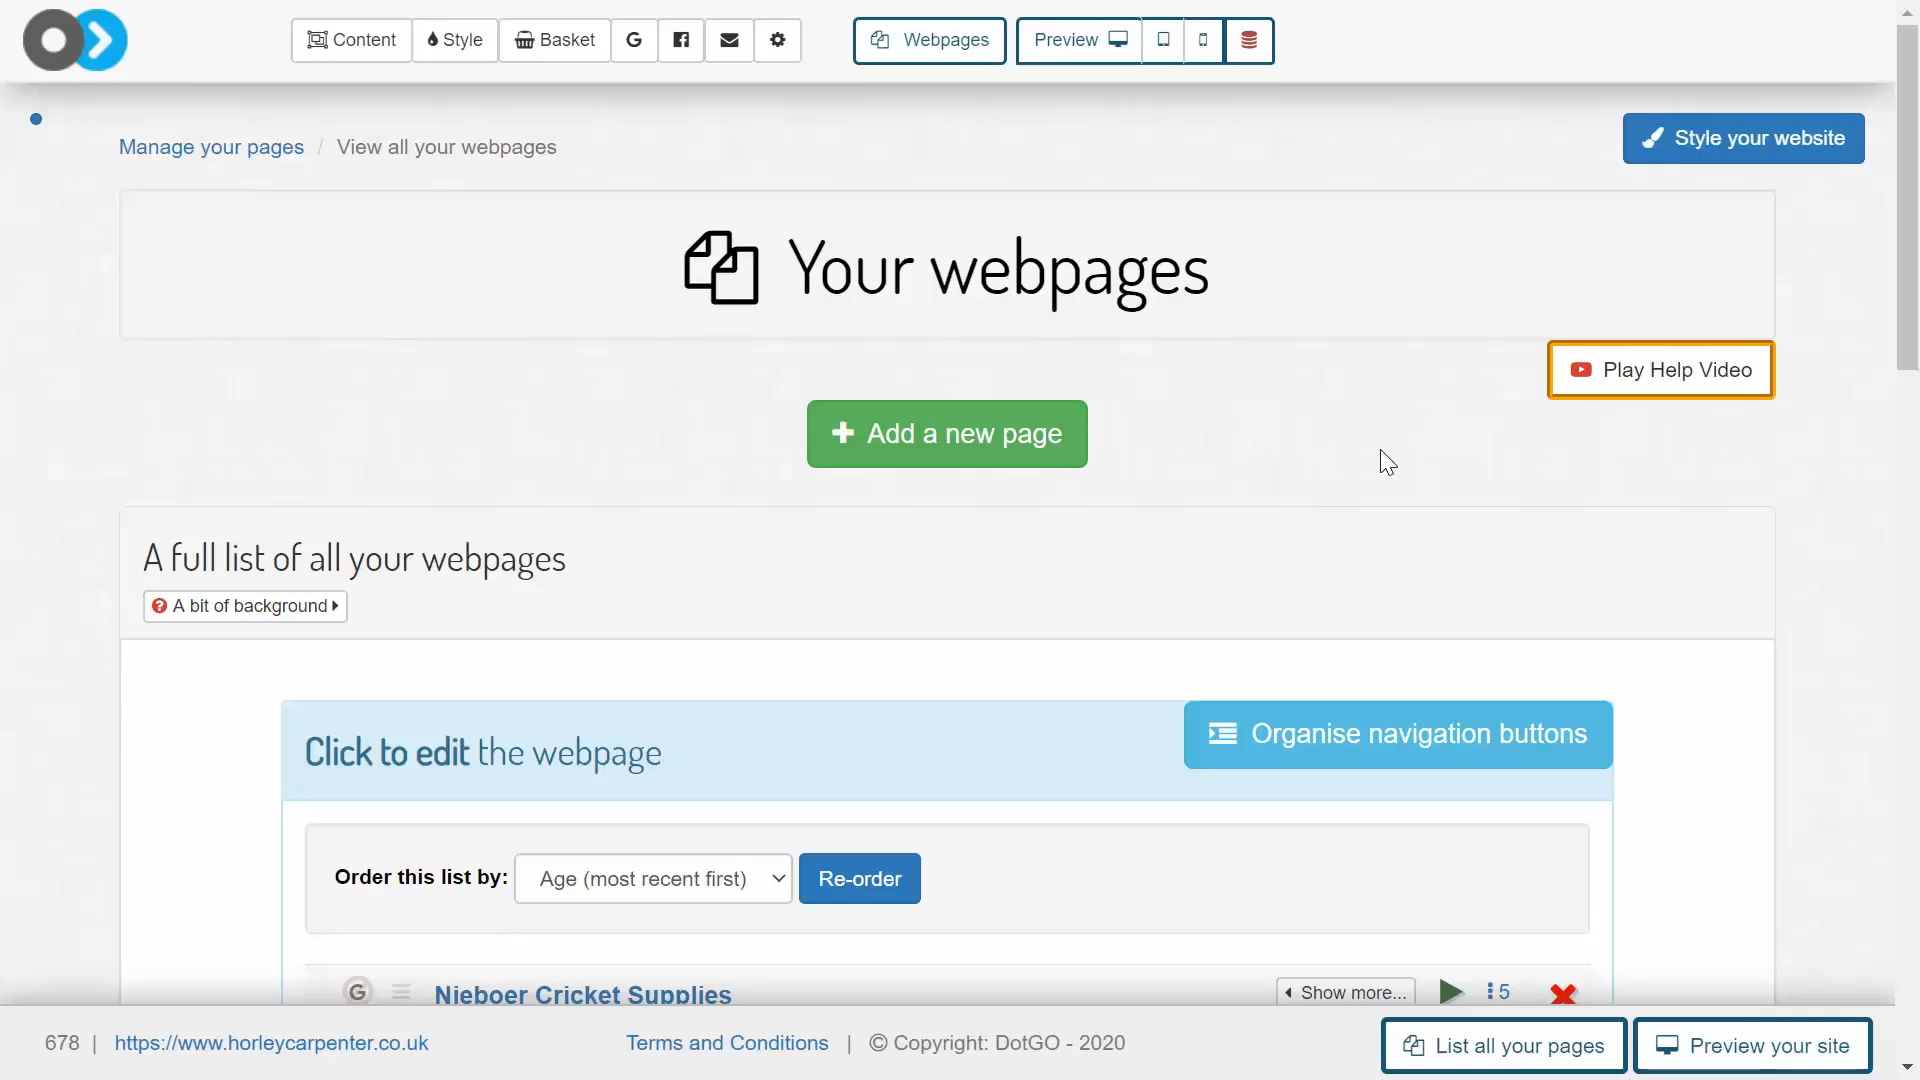 Content Style Basket G Webpages Preview
Manage your pages / View all your webpages
Style your website
Your webpages
Play Help Video
Add a new page
A full list of all your webpages
A bit of background
Click to edit the webpage
Organise navigation buttons
Order this list by: Age (most recent first) Re-order
G Nieboer Cricket Supplies Show more... 5
678 | https://www.horleycarpenter.co.uk Terms and Conditions | © Copyright: DotGO - 2020 List all your pages Preview your site